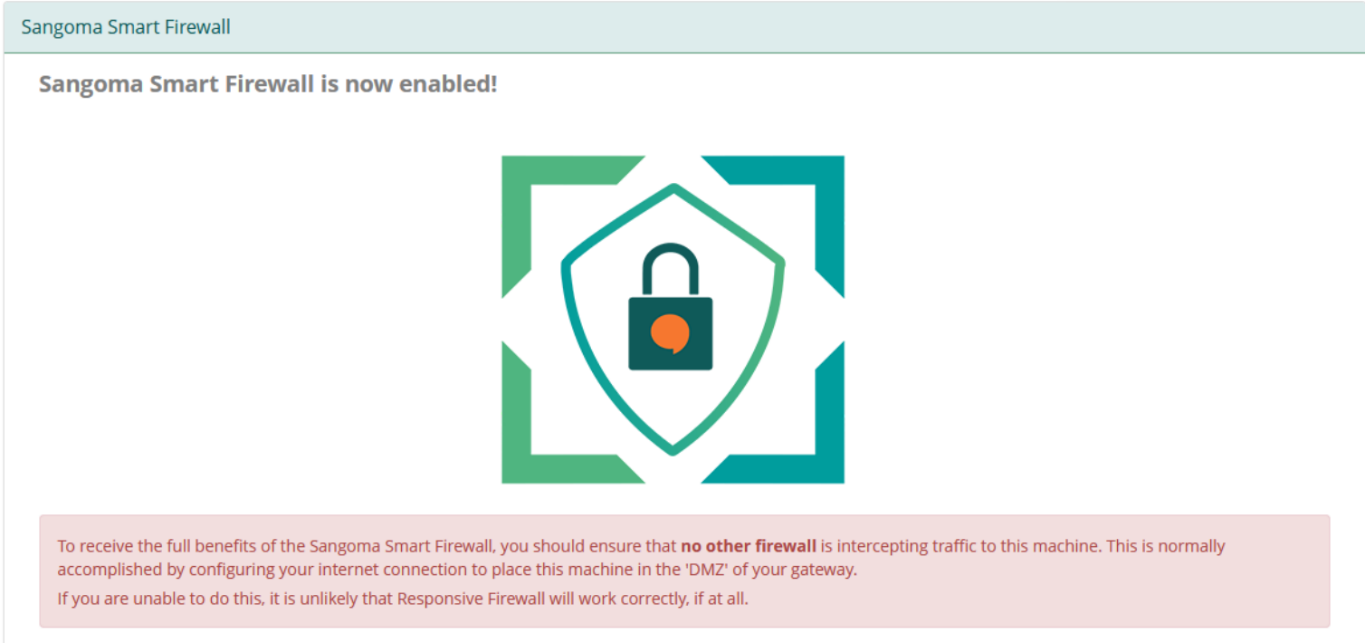 Sangoma Smart Firewall
Sangoma Smart Firewall is now enabled!
To receive the full benefits of the Sangoma Smart Firewall, you should ensure that no other firewall is intercepting traffic to this machine. This is normally
accomplished by configuring your internet connection to place this machine in the 'DMZ' of your gateway.
If you are unable to do this, it is unlikely that Responsive Firewall will work correctly, if at all.